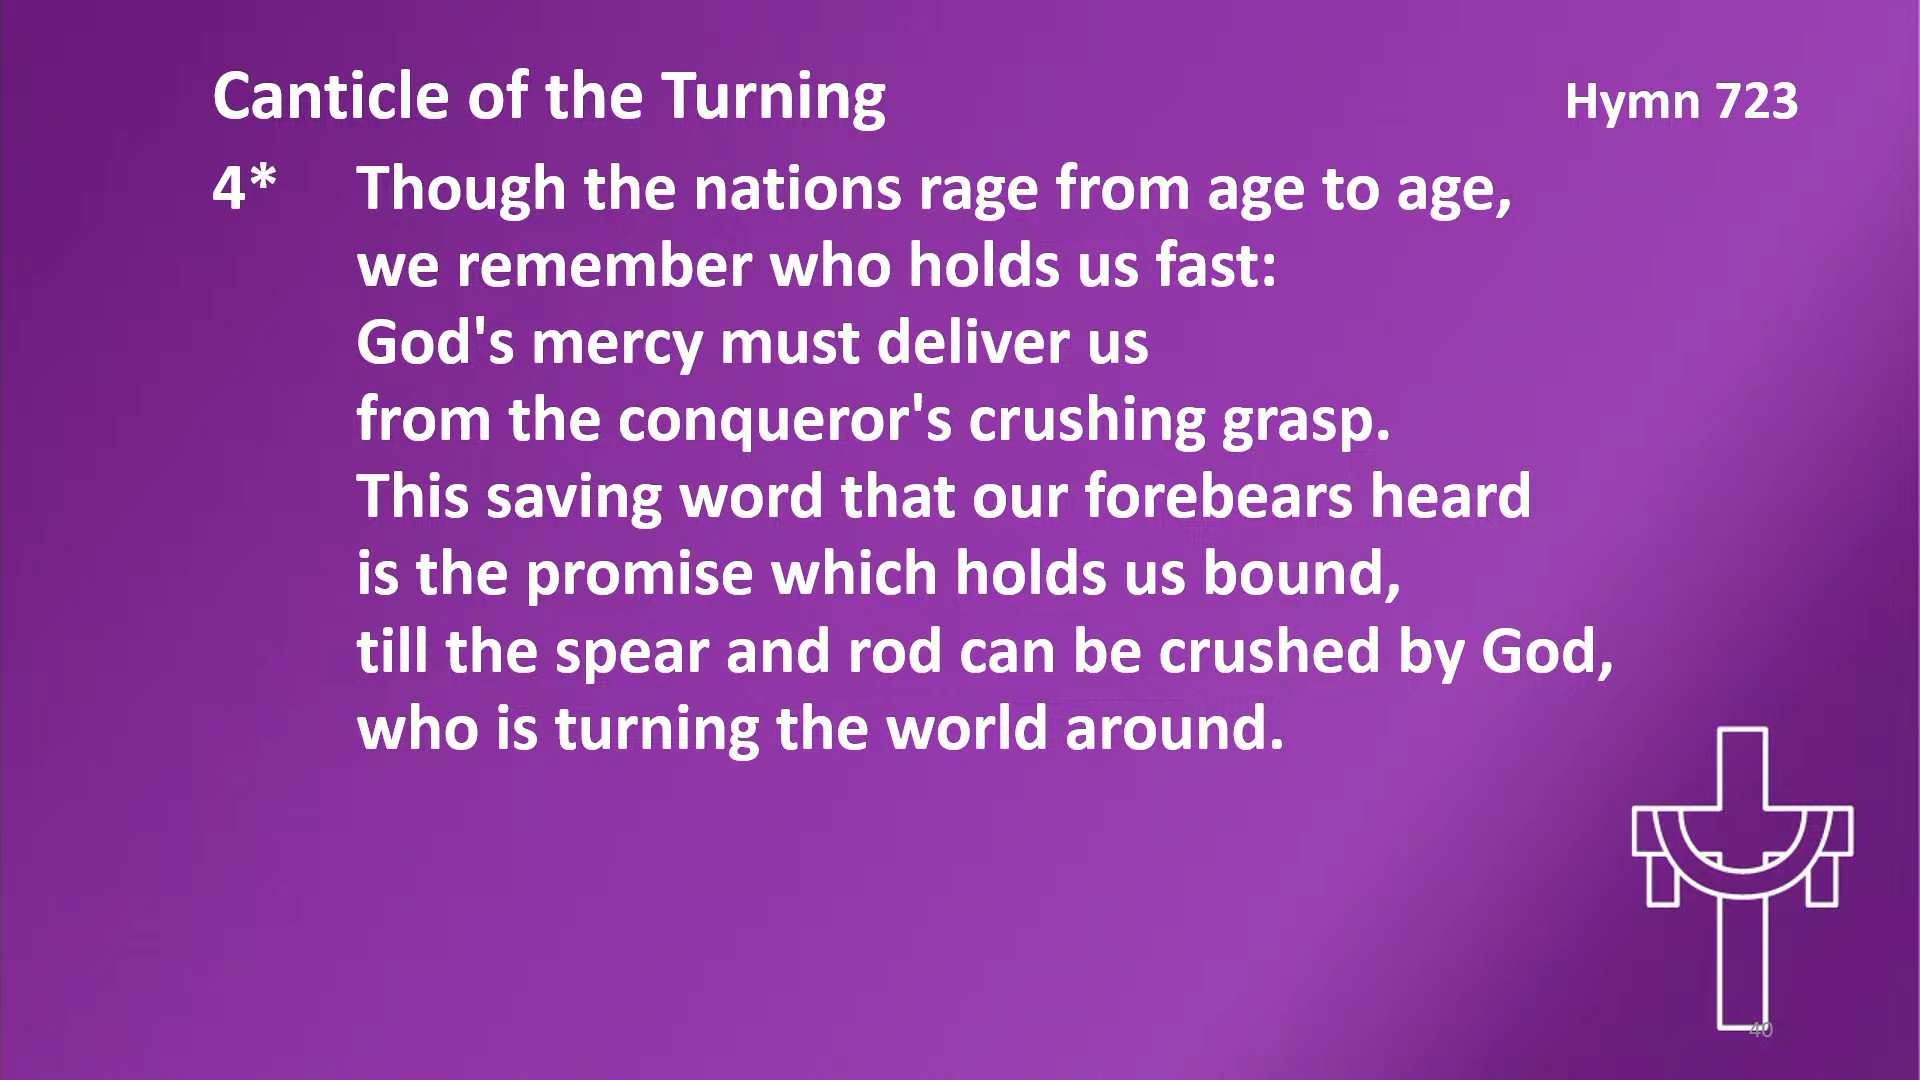 Canticle of the Turning Hymn 723
4* Though the nations rage from age to age,
we remember who holds us fast:
God's mercy must deliver us
from the conqueror's crushing grasp.
This saving word that our forebears heard
is the promise which holds us bound,
till the spear and rod can be crushed by God,
who is turning the world around.
40